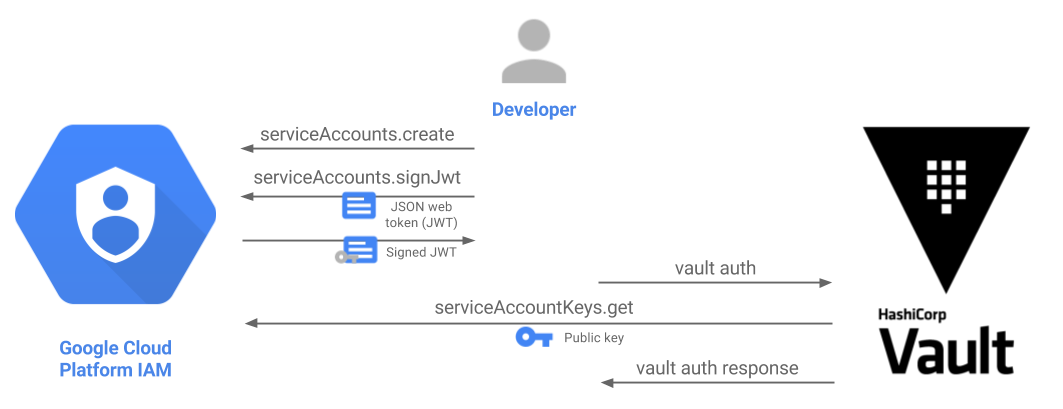 Developer
serviceAccounts.create
serviceAccounts.signJwt
JSON web
token (JWT)
Signed JWT
vault auth
serviceAccountKeys.get
Public key
vault auth response
Google Cloud
Platform IAM
HashiCorp
Vault